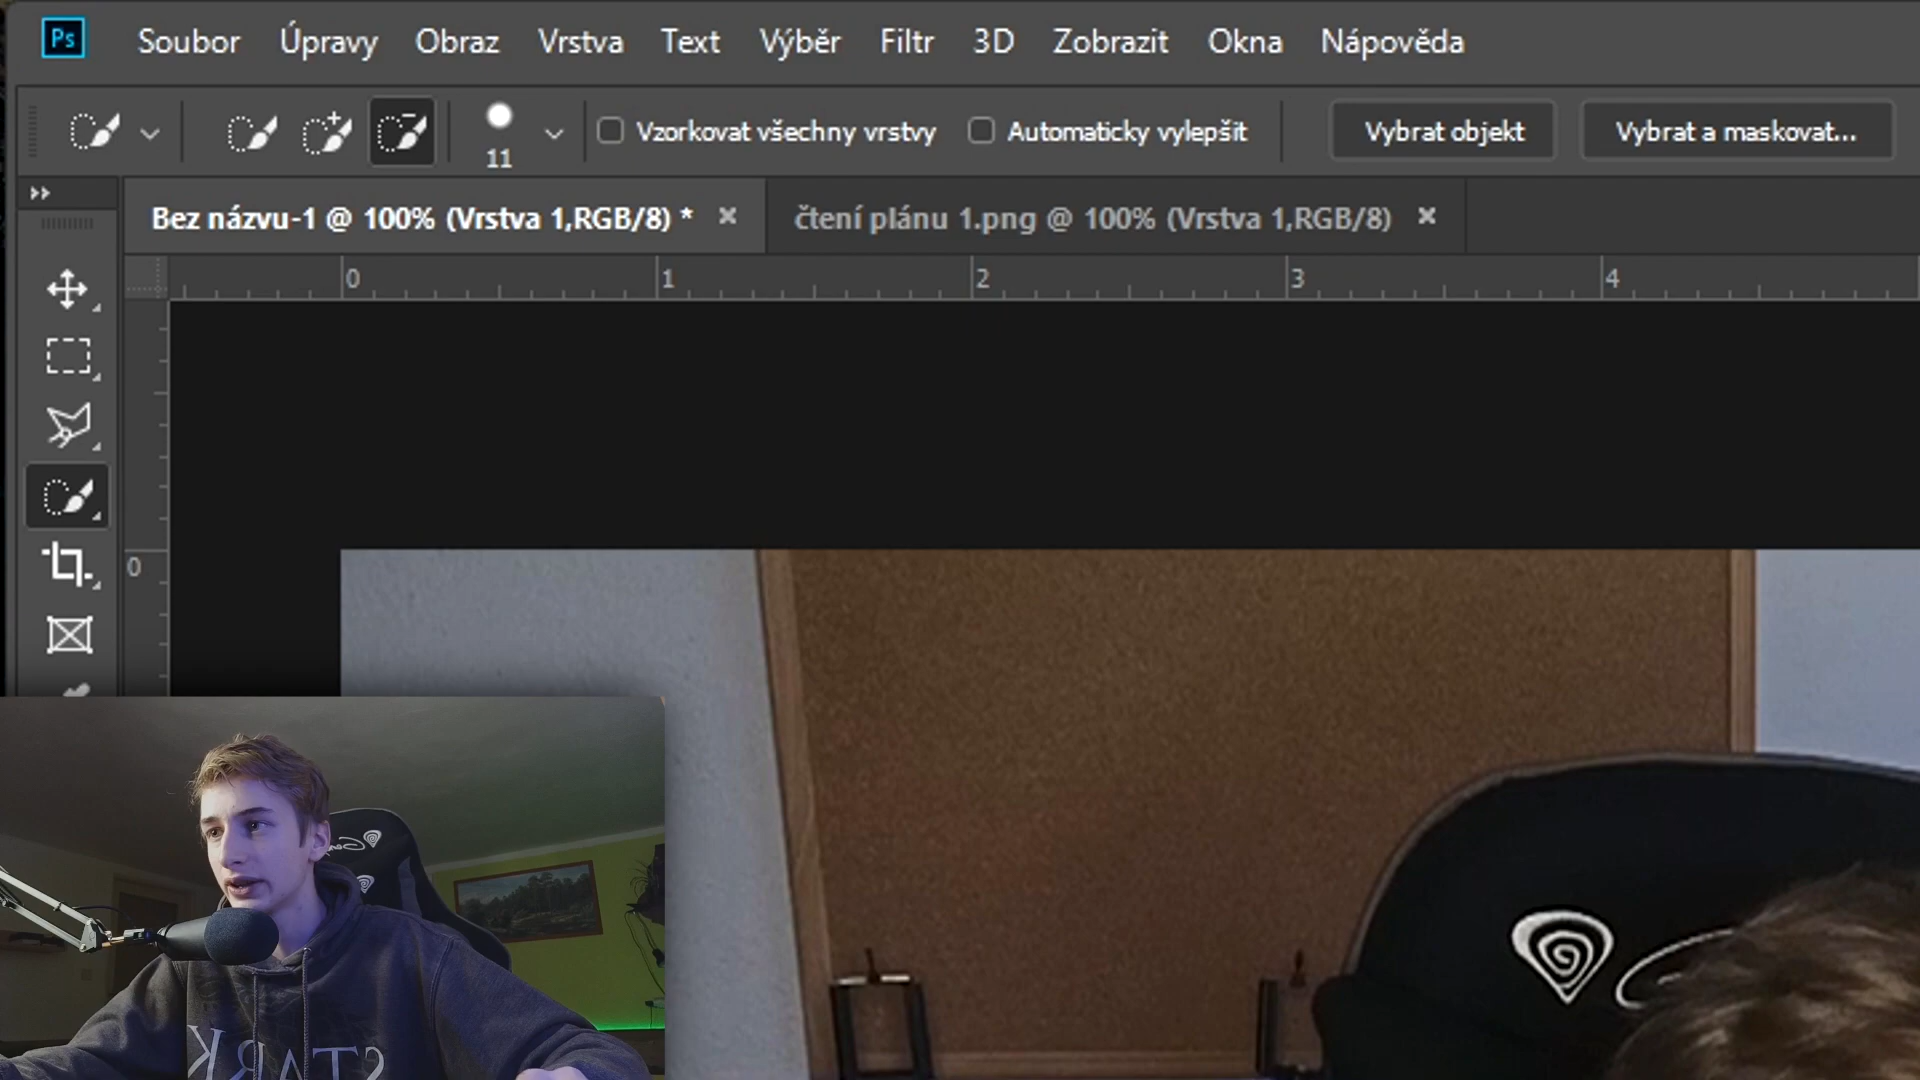 Ps Soubor Úpravy Obraz Vrstva Text Výběr Filtr 3D Zobrazit Okna Nápověda
11 Vzorkovat všechny vrstvy Automaticky vylepšit Vybrat objekt Vybrat a maskovat...
Bez názvu-1 @ 100% (Vrstva 1,RGB/8) * čtení plánu 1.png @ 100% (Vrstva 1,RGB/8)
0 1 2 3 4
0
STARK